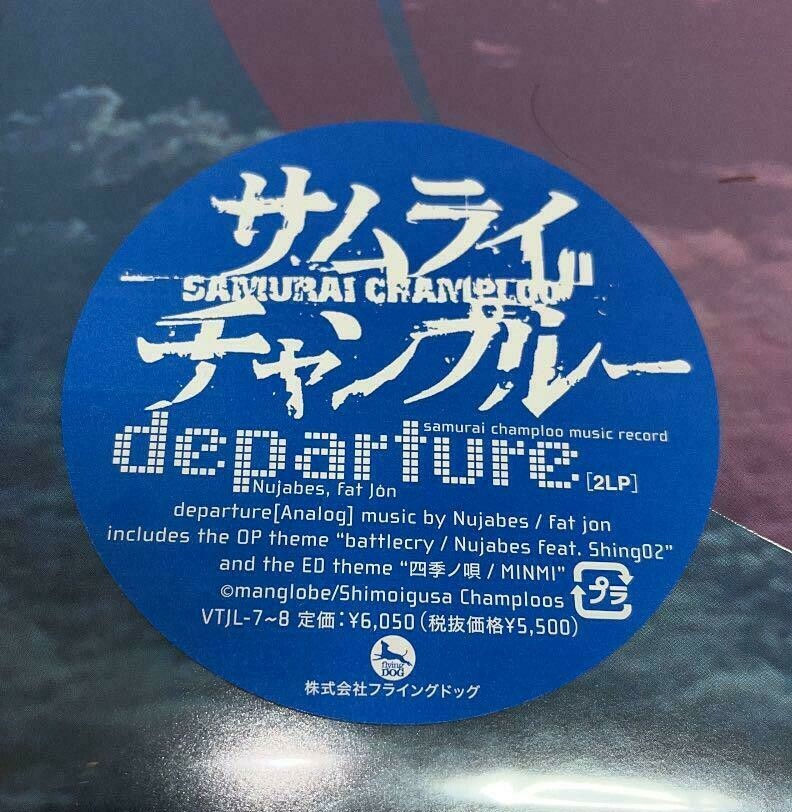 サムライ
SAMURAI CHAMPLOO
チャンプルー
samurai champloo music record
departure [2LP]
Nujabes, fat Jon
departure[Analog] music by Nujabes / fat jon
includes the OP theme “battlecry / Nujabes feat. Shing02”
and the ED theme “四季ノ唄 / MINMI”
©manglobe/Shimoigusa Champloos
プラ
VTJL-7~8 定価:¥6,050(税抜価格¥5,500)
flying DOG
株式会社フライングドッグ